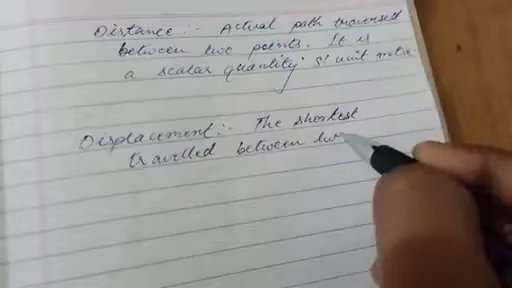 Distance :- Actual path traversed
between two points. It is
a scalar quantity. SI unit metre
Displacement :- The shortest
travelled between two